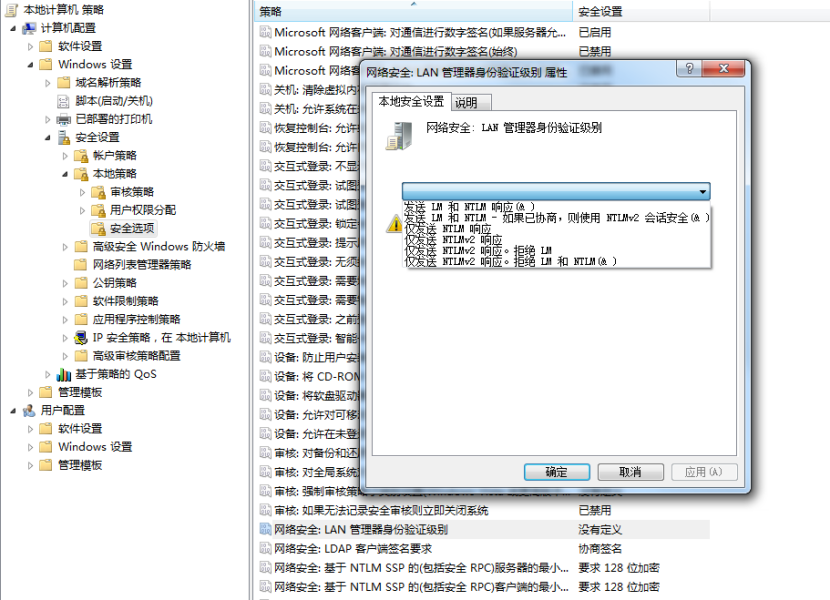 本地计算机 策略
计算机配置
软件设置
Windows 设置
域名解析策略
脚本(启动/关机)
已部署的打印机
安全设置
帐户策略
本地策略
审核策略
用户权限分配
安全选项
高级安全 Windows 防火墙
网络列表管理器策略
公钥策略
软件限制策略
应用程序控制策略
IP 安全策略，在 本地计算机
高级审核策略配置
基于策略的 QoS
管理模板
用户配置
软件设置
Windows 设置
管理模板
策略 安全设置
Microsoft 网络客户端: 对通信进行数字签名(如果服务器允... 已启用
Microsoft 网络客户端: 对通信进行数字签名(始终) 已禁用
Microsoft 网络客
关机: 清除虚拟内
关机: 允许系统在
恢复控制台: 允许
恢复控制台: 允许
交互式登录: 不显
交互式登录: 试图
交互式登录: 试图
交互式登录: 锁定
交互式登录: 提示
交互式登录: 无须
交互式登录: 需要
交互式登录: 需要
交互式登录: 之前
交互式登录: 智能
设备: 防止用户安
设备: 将 CD-ROM
设备: 将软盘驱动
设备: 允许对可移
设备: 允许在未登
审核: 对备份和还
审核: 对全局系统
审核: 强制审核策略
审核: 如果无法记录安全审核则立即关闭系统 已禁用
网络安全: LAN 管理器身份验证级别 没有定义
网络安全: LDAP 客户端签名要求 协商签名
网络安全: 基于 NTLM SSP 的(包括安全 RPC)服务器的最小... 要求 128 位加密
网络安全: 基于 NTLM SSP 的(包括安全 RPC)客户端的最小... 要求 128 位加密
网络安全: LAN 管理器身份验证级别 属性
本地安全设置 说明
网络安全: LAN 管理器身份验证级别
发送 LM 和 NTLM 响应(& )
发送 LM 和 NTLM - 如果已协商，则使用 NTLMv2 会话安全(& )
仅发送 NTLM 响应
仅发送 NTLMv2 响应
仅发送 NTLMv2 响应。拒绝 LM
仅发送 NTLMv2 响应。拒绝 LM 和 NTLM(& )
确定 取消 应用(A)